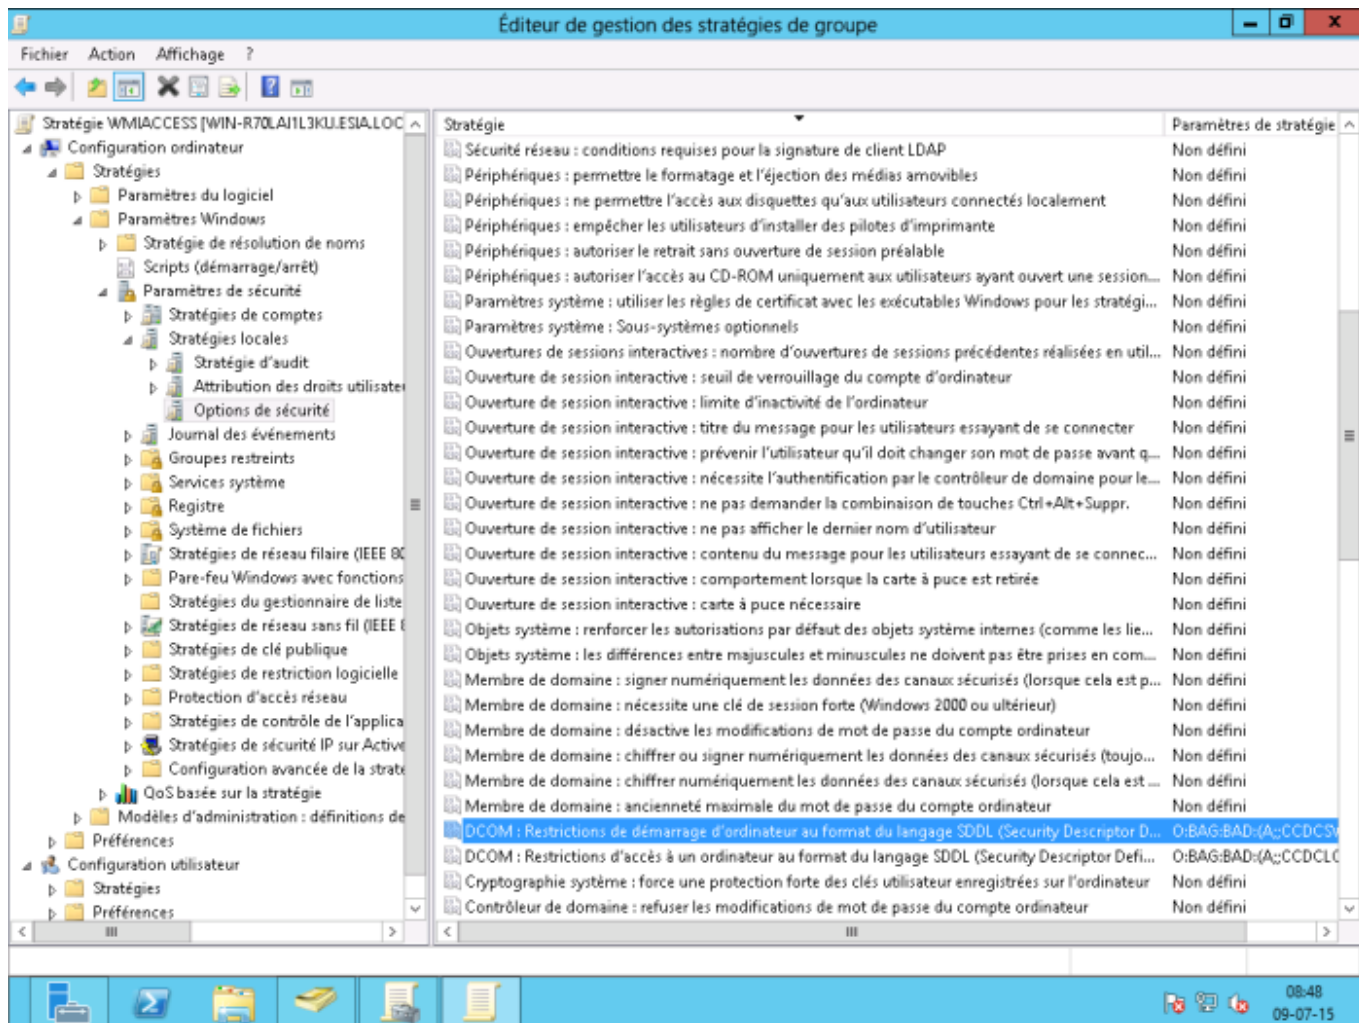 Éditeur de gestion des stratégies de groupe
Fichier Action Affichage ?
Stratégie WMIACCESS [WIN-R70LAI1L3KU.ESIA.LOC
Configuration ordinateur
Stratégies
Paramètres du logiciel
Paramètres Windows
Stratégie de résolution de noms
Scripts (démarrage/arrêt)
Paramètres de sécurité
Stratégies de comptes
Stratégies locales
Stratégie d'audit
Attribution des droits utilisateu
Options de sécurité
Journal des événements
Groupes restreints
Services système
Registre
Système de fichiers
Stratégies de réseau filaire (IEEE 80
Pare-feu Windows avec fonctions
Stratégies du gestionnaire de liste
Stratégies de réseau sans fil (IEEE 8
Stratégies de clé publique
Stratégies de restriction logicielle
Protection d'accès réseau
Stratégies de contrôle de l'applica
Stratégies de sécurité IP sur Active
Configuration avancée de la straté
QoS basée sur la stratégie
Modèles d'administration : définitions de
Préférences
Configuration utilisateur
Stratégies
Préférences
Stratégie Paramètres de stratégie
Sécurité réseau : conditions requises pour la signature de client LDAP Non défini
Périphériques : permettre le formatage et l'éjection des médias amovibles Non défini
Périphériques : ne permettre l'accès aux disquettes qu'aux utilisateurs connectés localement Non défini
Périphériques : empêcher les utilisateurs d'installer des pilotes d'imprimante Non défini
Périphériques : autoriser le retrait sans ouverture de session préalable Non défini
Périphériques : autoriser l'accès au CD-ROM uniquement aux utilisateurs ayant ouvert une session... Non défini
Paramètres système : utiliser les règles de certificat avec les exécutables Windows pour les stratégi... Non défini
Paramètres système : Sous-systèmes optionnels Non défini
Ouvertures de sessions interactives : nombre d'ouvertures de sessions précédentes réalisées en util... Non défini
Ouverture de session interactive : seuil de verrouillage du compte d'ordinateur Non défini
Ouverture de session interactive : limite d'inactivité de l'ordinateur Non défini
Ouverture de session interactive : titre du message pour les utilisateurs essayant de se connecter Non défini
Ouverture de session interactive : prévenir l'utilisateur qu'il doit changer son mot de passe avant q... Non défini
Ouverture de session interactive : nécessite l'authentification par le contrôleur de domaine pour le... Non défini
Ouverture de session interactive : ne pas demander la combinaison de touches Ctrl+Alt+Suppr. Non défini
Ouverture de session interactive : ne pas afficher le dernier nom d'utilisateur Non défini
Ouverture de session interactive : contenu du message pour les utilisateurs essayant de se connec... Non défini
Ouverture de session interactive : comportement lorsque la carte à puce est retirée Non défini
Ouverture de session interactive : carte à puce nécessaire Non défini
Objets système : renforcer les autorisations par défaut des objets système internes (comme les lie... Non défini
Objets système : les différences entre majuscules et minuscules ne doivent pas être prises en com... Non défini
Membre de domaine : signer numériquement les données des canaux sécurisés (lorsque cela est p... Non défini
Membre de domaine : nécessite une clé de session forte (Windows 2000 ou ultérieur) Non défini
Membre de domaine : désactive les modifications de mot de passe du compte ordinateur Non défini
Membre de domaine : chiffrer ou signer numériquement les données des canaux sécurisés (toujo... Non défini
Membre de domaine : chiffrer numériquement les données des canaux sécurisés (lorsque cela est ... Non défini
Membre de domaine : ancienneté maximale du mot de passe du compte ordinateur Non défini
DCOM : Restrictions de démarrage d'ordinateur au format du langage SDDL (Security Descriptor D... O:BAG:BAD:(A;;CCDCSW
DCOM : Restrictions d'accès à un ordinateur au format du langage SDDL (Security Descriptor Defi... O:BAG:BAD:(A;;CCDCLC
Cryptographie système : force une protection forte des clés utilisateur enregistrées sur l'ordinateur Non défini
Contrôleur de domaine : refuser les modifications de mot de passe du compte ordinateur Non défini
08:48
09-07-15